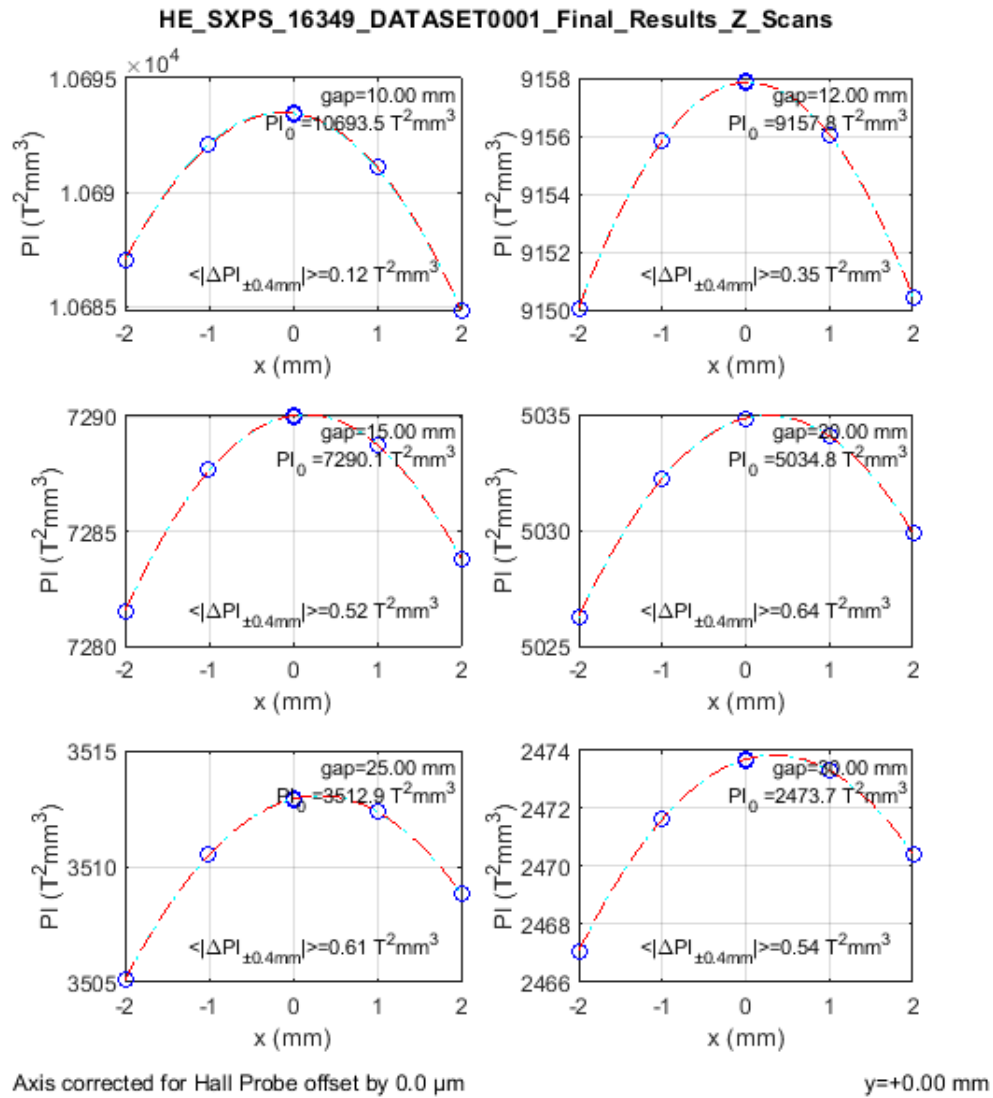 HE_SXPS_16349_DATASET0001_Final_Results_Z_Scans
×10⁴
1.0695
1.069
1.0685
PI (T²mm³)
gap=10.00 mm
PI₀ =10693.5 T²mm³
<|ΔPI±0.4mm|>=0.12 T²mm³
-2 -1 0 1 2
x (mm)
9158
9156
9154
9152
9150
PI (T²mm³)
gap=12.00 mm
PI₀ =9157.8 T²mm³
<|ΔPI±0.4mm|>=0.35 T²mm³
-2 -1 0 1 2
x (mm)
7290
7285
7280
PI (T²mm³)
gap=15.00 mm
PI₀ =7290.1 T²mm³
<|ΔPI±0.4mm|>=0.52 T²mm³
-2 -1 0 1 2
x (mm)
5035
5030
5025
PI (T²mm³)
gap=20.00 mm
PI₀ =5034.8 T²mm³
<|ΔPI±0.4mm|>=0.64 T²mm³
-2 -1 0 1 2
x (mm)
3515
3510
3505
PI (T²mm³)
gap=25.00 mm
PI₀ =3512.9 T²mm³
<|ΔPI±0.4mm|>=0.61 T²mm³
-2 -1 0 1 2
x (mm)
2474
2472
2470
2468
2466
PI (T²mm³)
mm
PI₀ =2473.7 T²mm³
<|ΔPI±0.4mm|>=0.54 T²mm³
-2 -1 0 1 2
x (mm)
Axis corrected for Hall Probe offset by 0.0 μm
y=+0.00 mm